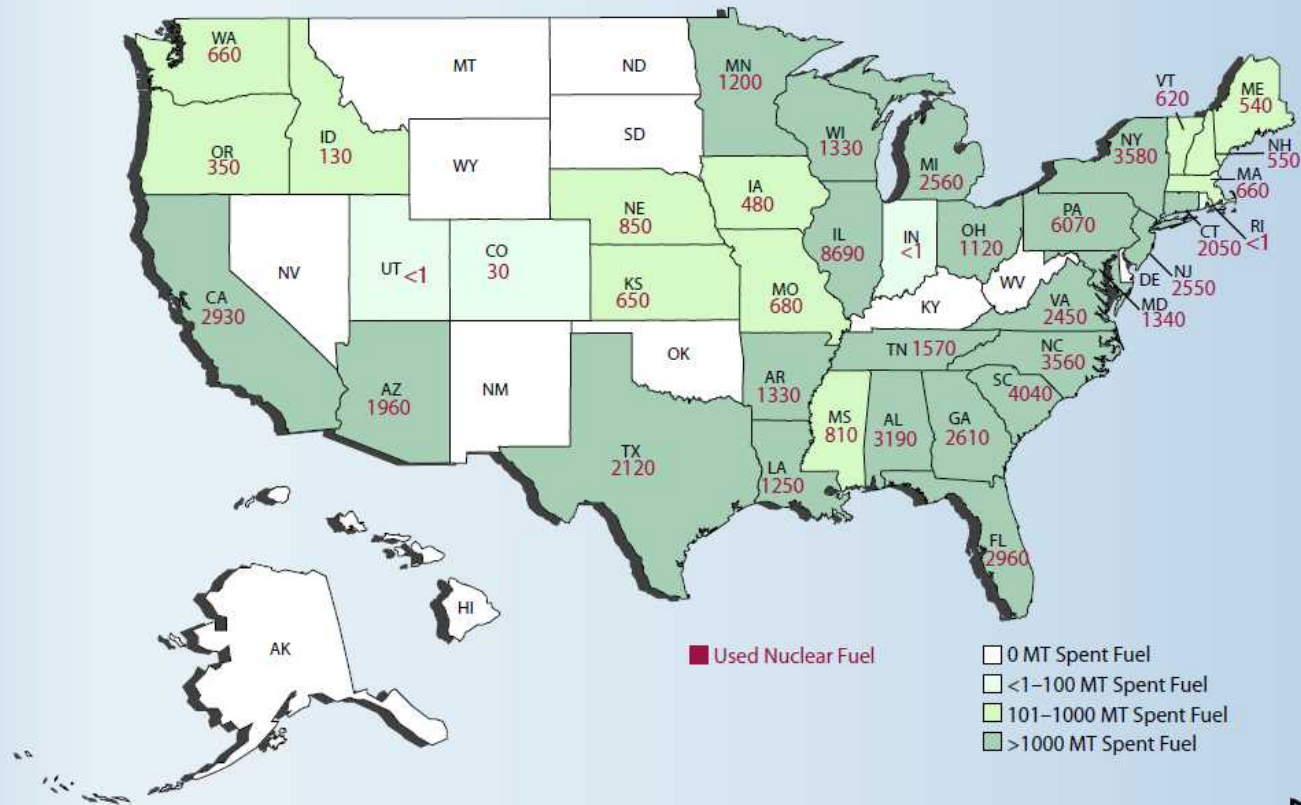 WA
660
MT
ND
MN
1200
VT
620
ME
540
OR
350
ID
130
SD
WI
1330
MI
2560
NY
3580
NH
550
MA
660
WY
NE
850
IA
480
PA
6070
RI
<1
CT
2050
NV
UT <1
CO
30
IL
8690
IN
<1
OH
1120
WV
DE
NJ
2550
MD
1340
CA
2930
KS
650
MO
680
KY
VA
2450
AZ
1960
NM
OK
AR
1330
TN 1570
NC
3560
SC
4040
MS
810
AL
3190
GA
2610
TX
2120
LA
1250
FL
2960
HI
AK
Used Nuclear Fuel
0 MT Spent Fuel
<1–100 MT Spent Fuel
101–1000 MT Spent Fuel
>1000 MT Spent Fuel